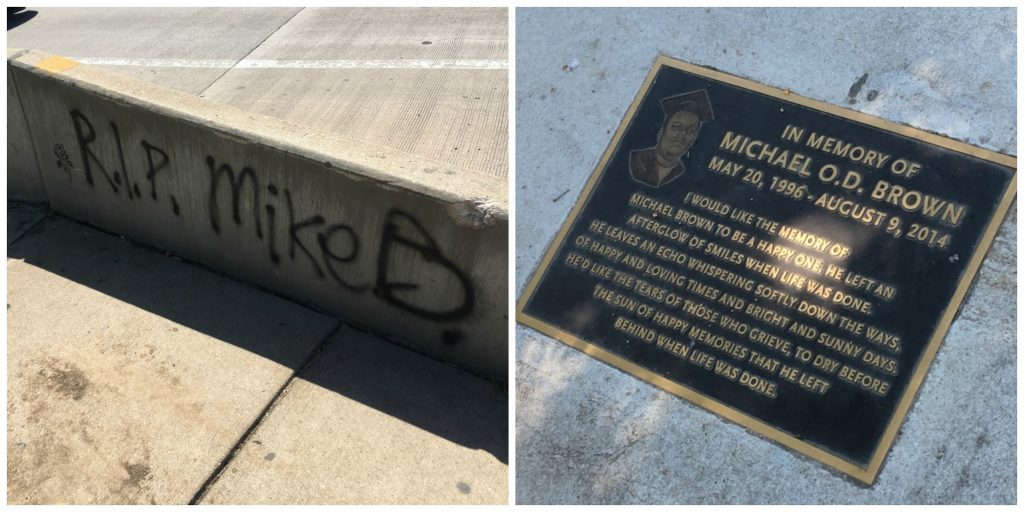 R.I.P. Mike B.
IN MEMORY OF
MICHAEL O.D. BROWN
MAY 20, 1996 - AUGUST 9, 2014
I WOULD LIKE THE MEMORY OF
MICHAEL BROWN TO BE A HAPPY ONE. HE LEFT AN
AFTERGLOW OF SMILES WHEN LIFE WAS DONE.
HE LEAVES AN ECHO WHISPERING SOFTLY DOWN THE WAYS,
OF HAPPY AND LOVING TIMES AND BRIGHT AND SUNNY DAYS.
HE'D LIKE THE TEARS OF THOSE WHO GRIEVE, TO DRY BEFORE
THE SUN OF HAPPY MEMORIES THAT HE LEFT
BEHIND WHEN LIFE WAS DONE.